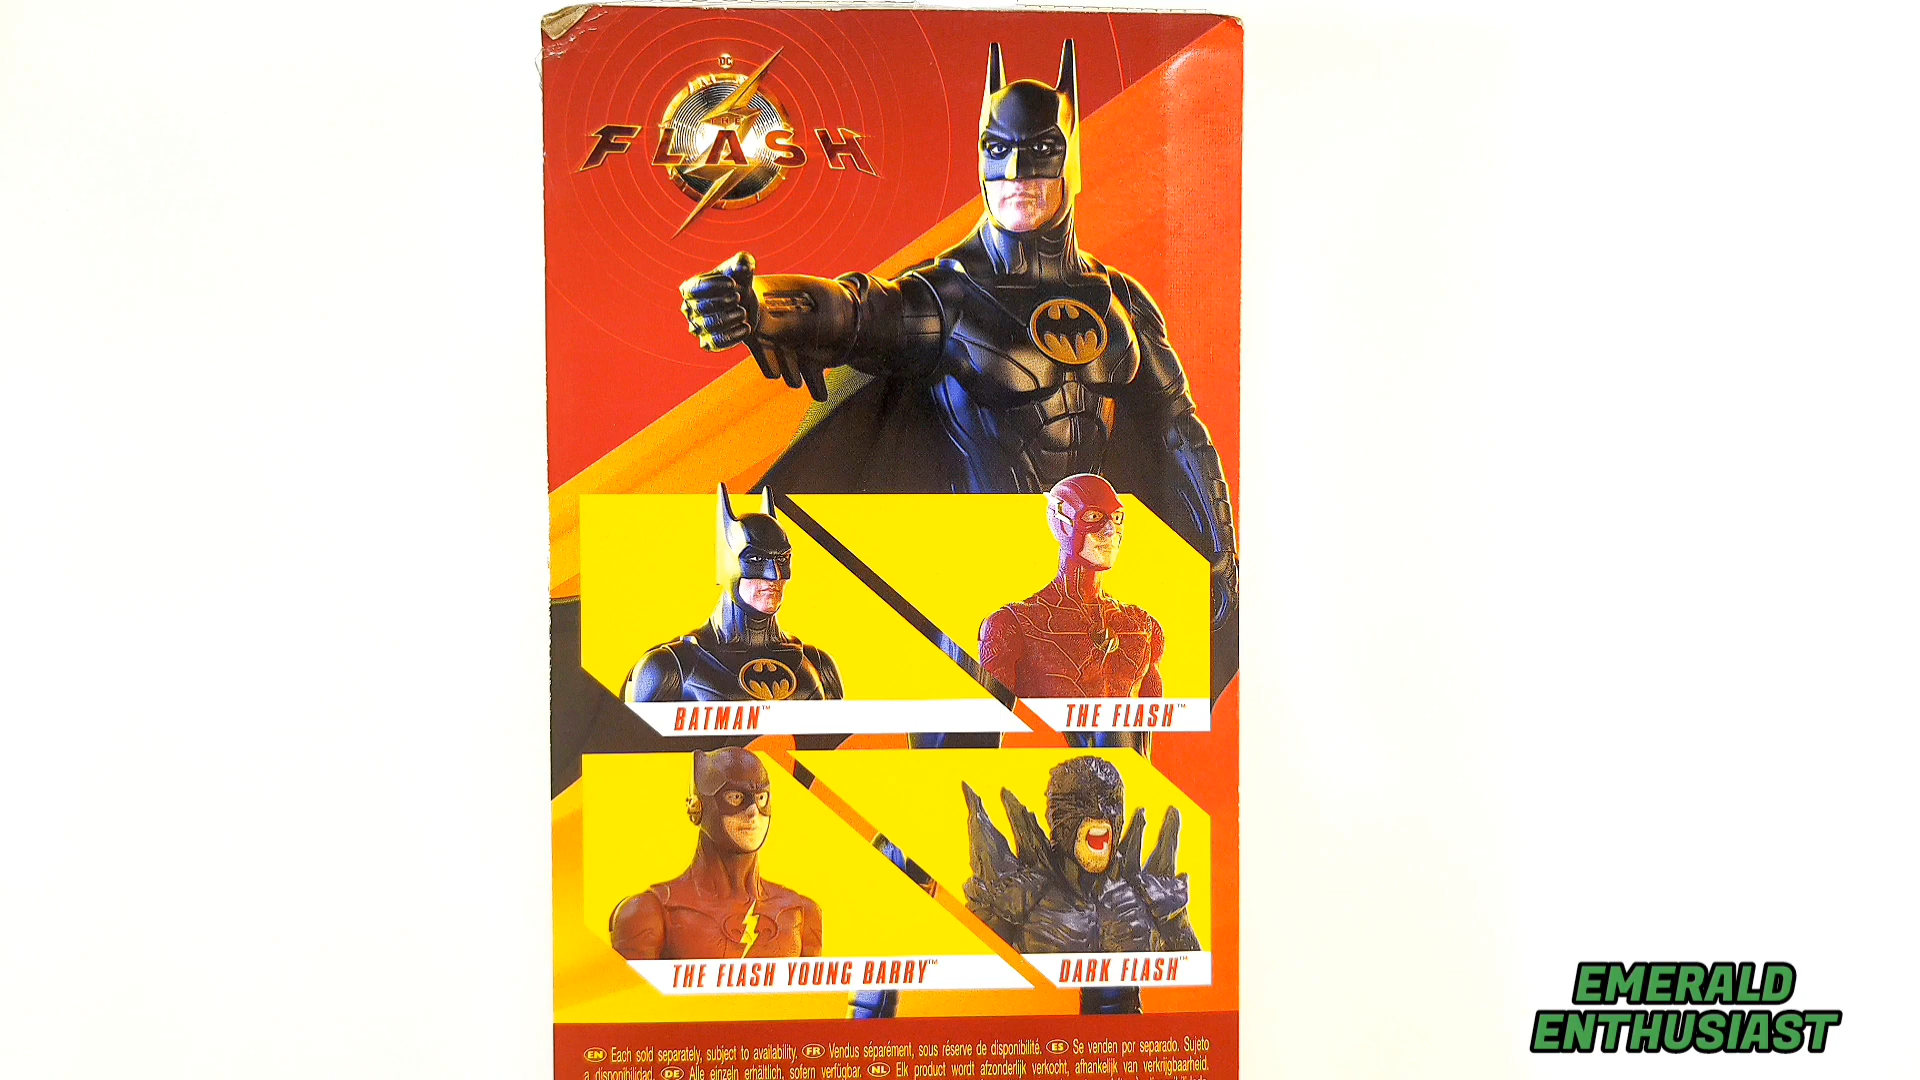 DC
THE
FLASH
BATMAN™
THE FLASH™
THE FLASH YOUNG BARRY™
DARK FLASH™
EN Each sold separately, subject to availability. FR Vendus séparément, sous réserve de disponibilité. ES Se venden por separado. Sujeto
a disponibilidad. DE Alle einzeln erhältlich, sofern verfügbar. NL Elk product wordt afzonderlijk verkocht, afhankelijk van verkrijgbaarheid.
EMERALD
ENTHUSIAST